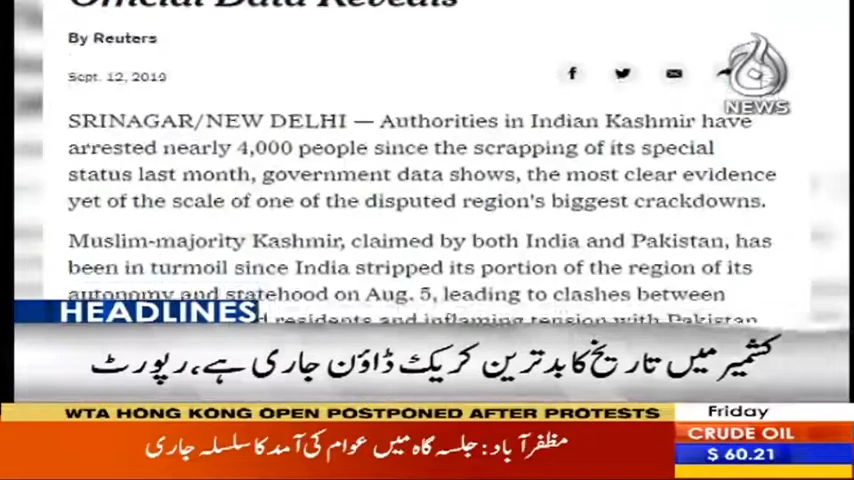 Official Data Reveals
By Reuters
Sept. 12, 2019
NEWS
SRINAGAR/NEW DELHI — Authorities in Indian Kashmir have
arrested nearly 4,000 people since the scrapping of its special
status last month, government data shows, the most clear evidence
yet of the scale of one of the disputed region's biggest crackdowns.
Muslim-majority Kashmir, claimed by both India and Pakistan, has
been in turmoil since India stripped its portion of the region of its
autonomy and statehood on Aug. 5, leading to clashes between
residents and inflaming tension with Pakistan
HEADLINES
کشمیر میں تاریخ کا بدترین کریک ڈاؤن جاری ہے، رپورٹ
WTA HONG KONG OPEN POSTPONED AFTER PROTESTS
Friday
CRUDE OIL
$ 60.21
مظفرآباد: جلسہ گاہ میں عوام کی آمد کا سلسلہ جاری